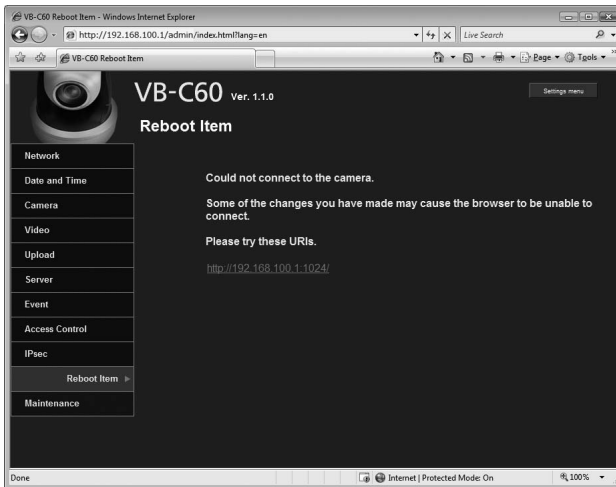 VB-C60 Reboot Item - Windows Internet Explorer
http://192.168.100.1/admin/index.html?lang=en
Live Search
VB-C60 Reboot Item
Page
Tools
VB-C60 Ver. 1.1.0
Settings menu
Reboot Item
Network
Date and Time
Camera
Video
Upload
Server
Event
Access Control
IPsec
Reboot Item
Maintenance
Could not connect to the camera.
Some of the changes you have made may cause the browser to be unable to
connect.
Please try these URIs.
http://192.168.100.1:1024/
Done
Internet | Protected Mode: On
100%